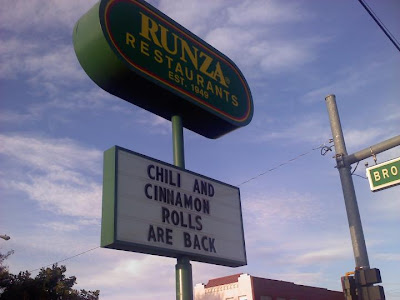 RUNZA®
RESTAURANTS
EST. 1949
CHILI AND
CINNAMON
ROLLS
ARE BACK
BRO